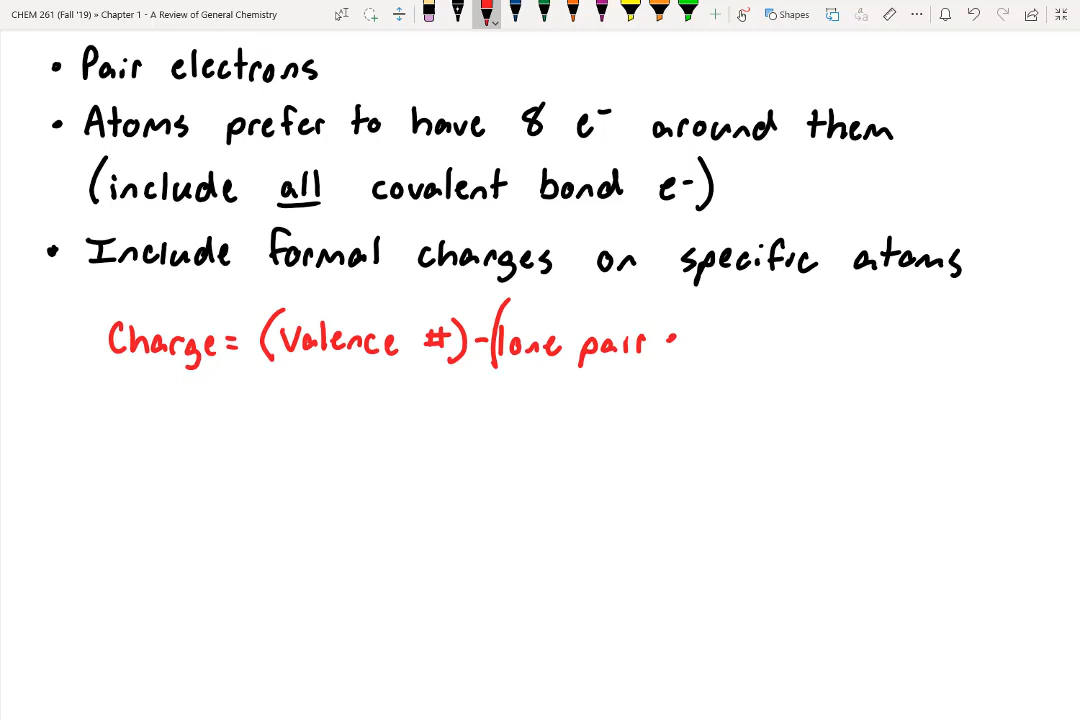 CHEM 261 (Fall '19) » Chapter 1 - A Review of General Chemistry
Shapes
• Pair electrons
• Atoms prefer to have 8 e⁻ around them
(include all covalent bond e-)
• Include formal charges on specific atoms
Charge = (Valence #) - (lone pair